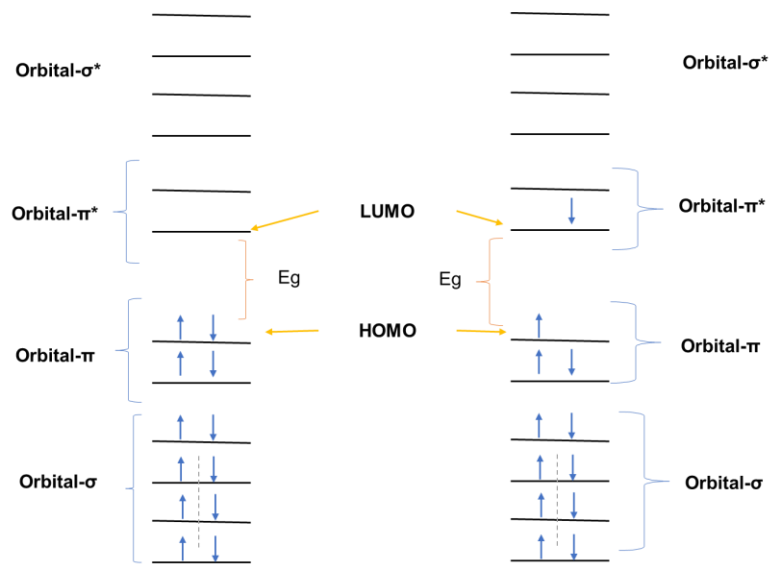 Orbital-σ*
Orbital-σ*
Orbital-π*
LUMO
Orbital-π*
Eg
Eg
HOMO
Orbital-π
Orbital-π
Orbital-σ
Orbital-σ